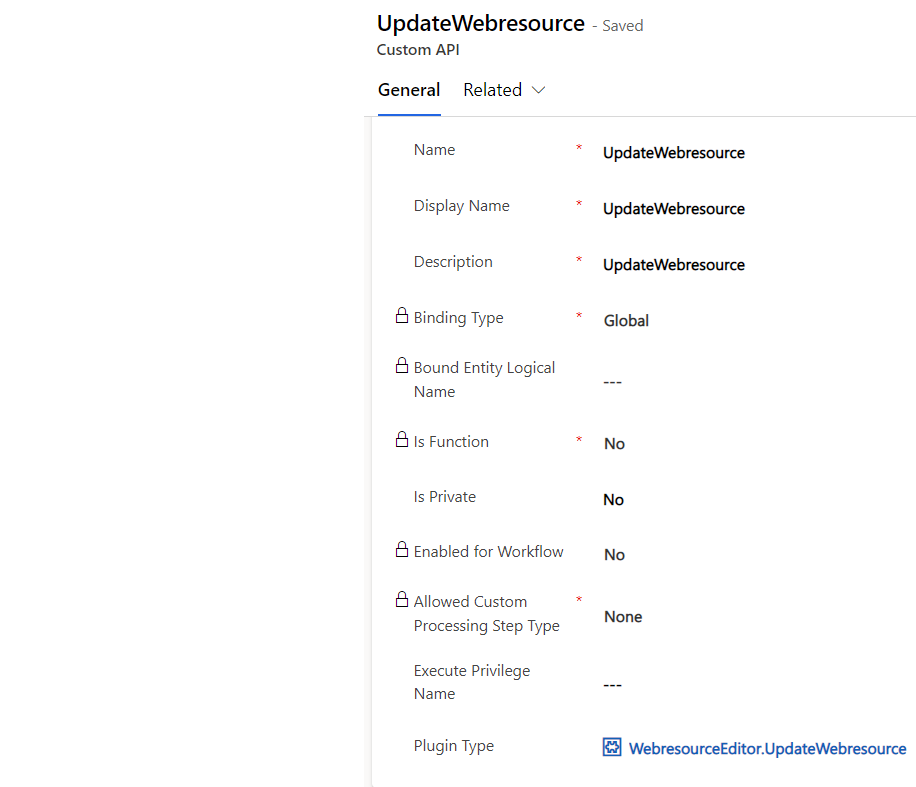 UpdateWebresource - Saved
Custom API
General Related
Name * UpdateWebresource
Display Name * UpdateWebresource
Description * UpdateWebresource
Binding Type * Global
Bound Entity Logical
Name
---
Is Function * No
Is Private No
Enabled for Workflow No
Allowed Custom *
Processing Step Type
None
Execute Privilege
Name
---
Plugin Type WebresourceEditor.UpdateWebresource